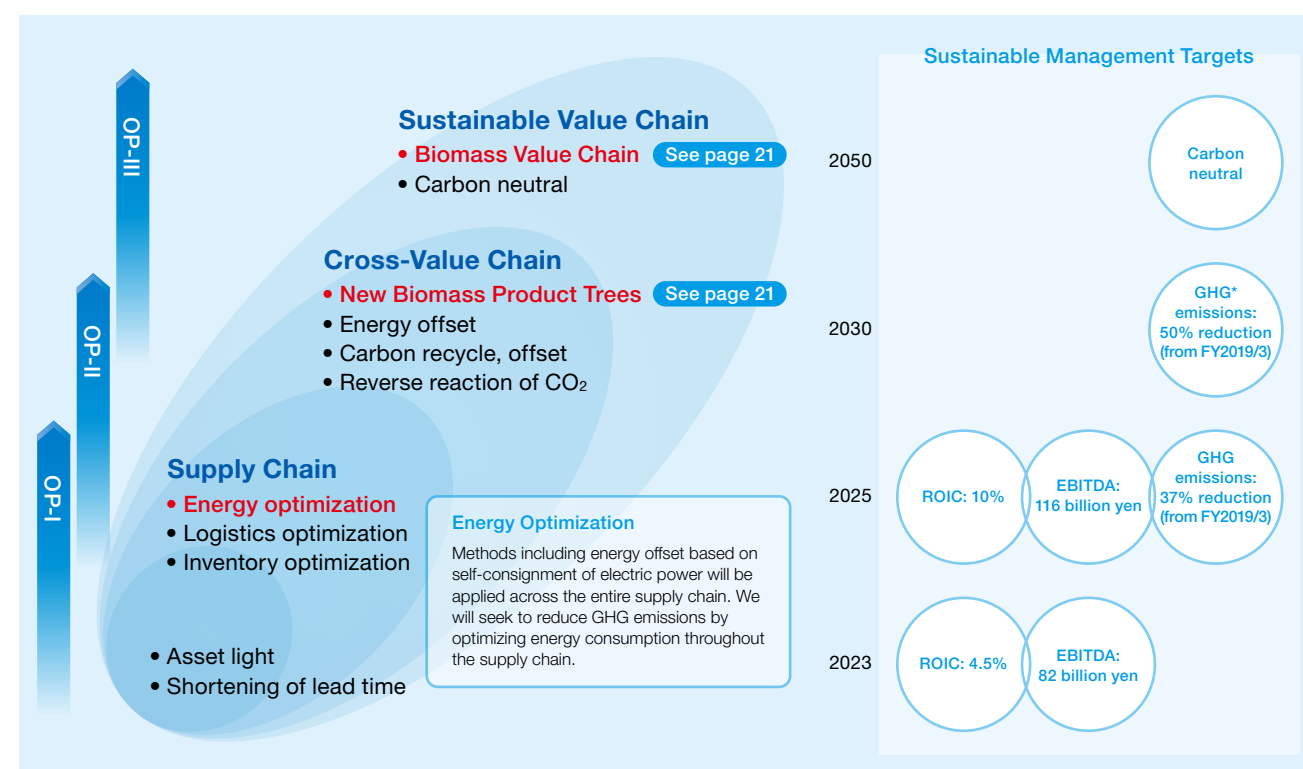 Sustainable Management Targets
OP-III
Sustainable Value Chain
• Biomass Value Chain See page 21
• Carbon neutral
2050
Carbon
neutral
OP-II
Cross-Value Chain
• New Biomass Product Trees See page 21
• Energy offset
• Carbon recycle, offset
• Reverse reaction of CO₂
2030
GHG*
emissions:
50% reduction
(from FY2019/3)
OP-I
Supply Chain
• Energy optimization
• Logistics optimization
• Inventory optimization
Energy Optimization
Methods including energy offset based on
self-consignment of electric power will be
applied across the entire supply chain. We
will seek to reduce GHG emissions by
optimizing energy consumption throughout
the supply chain.
2025
ROIC: 10%
EBITDA:
116 billion yen
GHG
emissions:
37% reduction
(from FY2019/3)
• Asset light
• Shortening of lead time
2023
ROIC: 4.5%
EBITDA:
82 billion yen